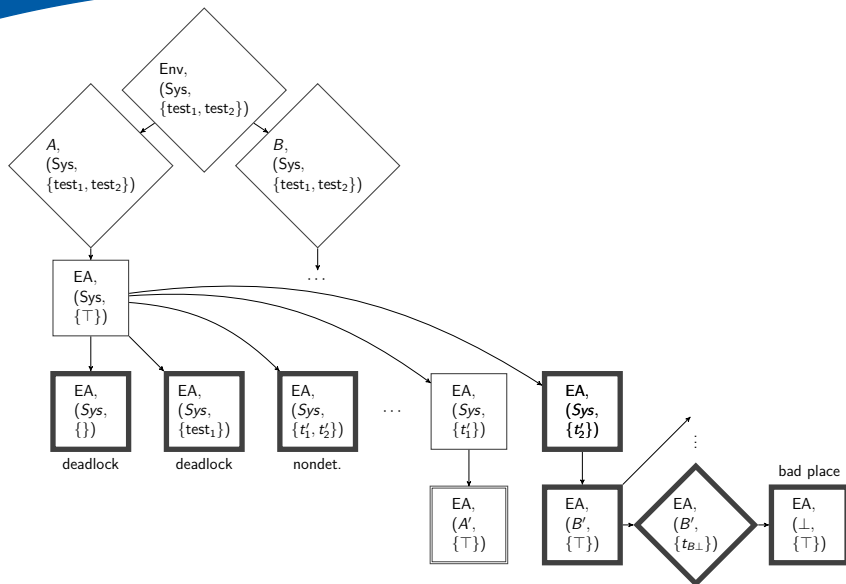 Env,
(Sys,
{test₁, test₂})
A,
(Sys,
{test₁, test₂})
B,
(Sys,
{test₁, test₂})
EA,
(Sys,
{⊤})
...
EA,
(Sys,
{})
deadlock
EA,
(Sys,
{test₁})
deadlock
EA,
(Sys,
{t′₁, t′₂})
nondet.
...
EA,
(Sys,
{t′₁})
EA,
(Sys,
{t′₂})
⋮
EA,
(A′,
{⊤})
EA,
(B′,
{⊤})
EA,
(B′,
{t_B⊥})
bad place
EA,
(⊥,
{⊤})